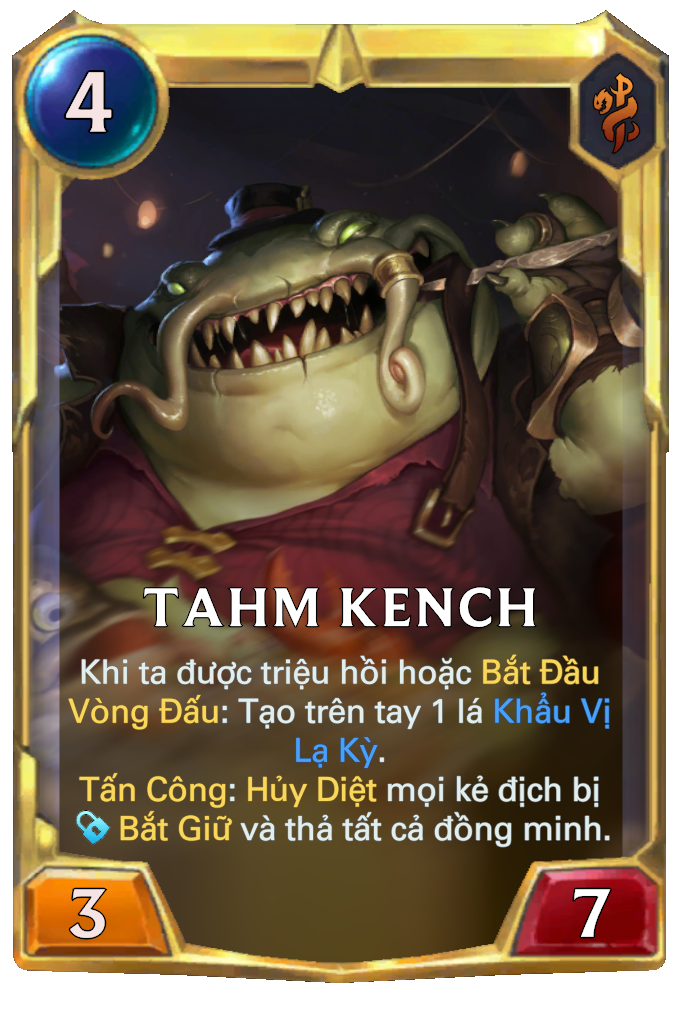 4
TAHM KENCH
Khi ta được triệu hồi hoặc Bắt Đầu
Vòng Đấu: Tạo trên tay 1 lá Khẩu Vị
Lạ Kỳ.
Tấn Công: Hủy Diệt mọi kẻ địch bị
Bắt Giữ và thả tất cả đồng minh.
3
7